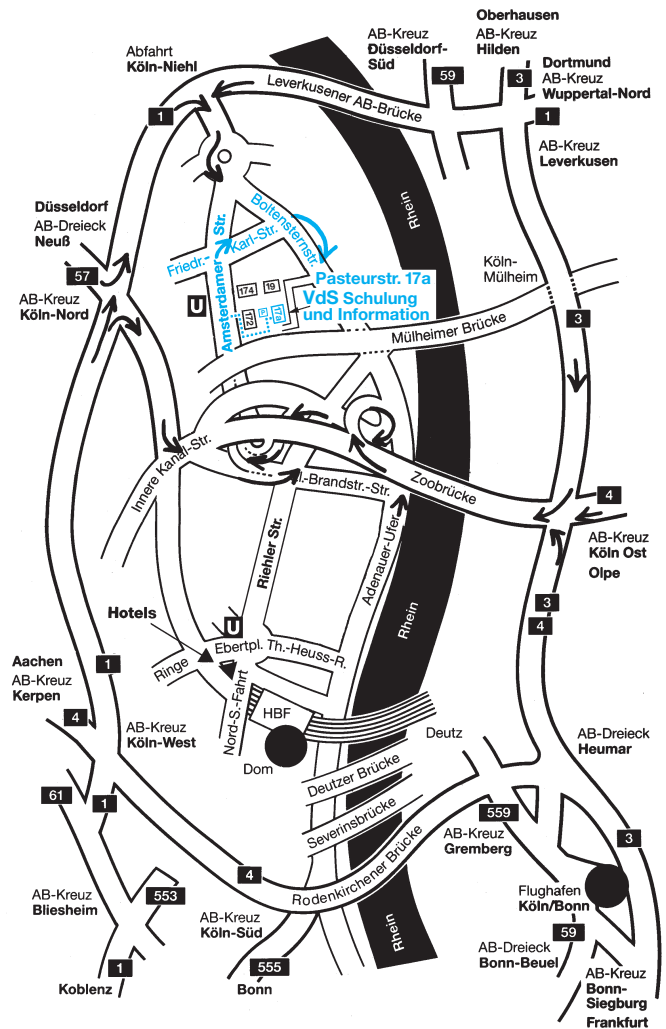 Oberhausen
AB-Kreuz
Hilden
AB-Kreuz
Düsseldorf-
Süd
Abfahrt
Köln-Niehl
59
3
Dortmund
AB-Kreuz
Wuppertal-Nord
Leverkusener AB-Brücke
1
1
AB-Kreuz
Leverkusen
Düsseldorf
AB-Dreieck
Neuß
57
AB-Kreuz
Köln-Nord
Rhein
Boltensternstr.
Friedr.-
Karl-Str.
Amsterdamer Str.
Köln-
Mülheim
Pasteurstr. 17a
VdS Schulung
und Information
174
19
172
17a
U
3
Mülheimer Brücke
Innere Kanal-Str.
l.-Brandstr.-Str.
Zoobrücke
4
AB-Kreuz
Köln Ost
Olpe
Riehler Str.
Adenauer-Ufer
3
4
Rhein
Hotels
U
Ebertpl.
Th.-Heuss-R.
Ringe
Nord-S.-Fahrt
1
Aachen
AB-Kreuz
Kerpen
4
AB-Kreuz
Köln-West
HBF
Dom
Deutz
AB-Dreieck
Heumar
Deutzer Brücke
61
1
Severinsbrücke
559
AB-Kreuz
Gremberg
3
4
Rodenkirchener Brücke
AB-Kreuz
Bliesheim
553
AB-Kreuz
Köln-Süd
Flughafen
Köln/Bonn
Rhein
59
AB-Dreieck
Bonn-Beuel
1
Koblenz
555
Bonn
AB-Kreuz
Bonn-
Siegburg
Frankfurt